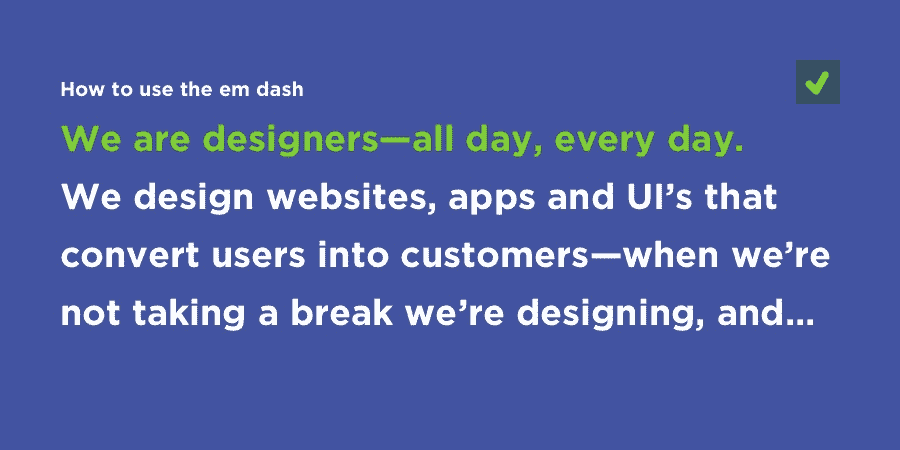 How to use the em dash
We are designers—all day, every day.
We design websites, apps and UI’s that
convert users into customers—when we’re
not taking a break we’re designing, and...